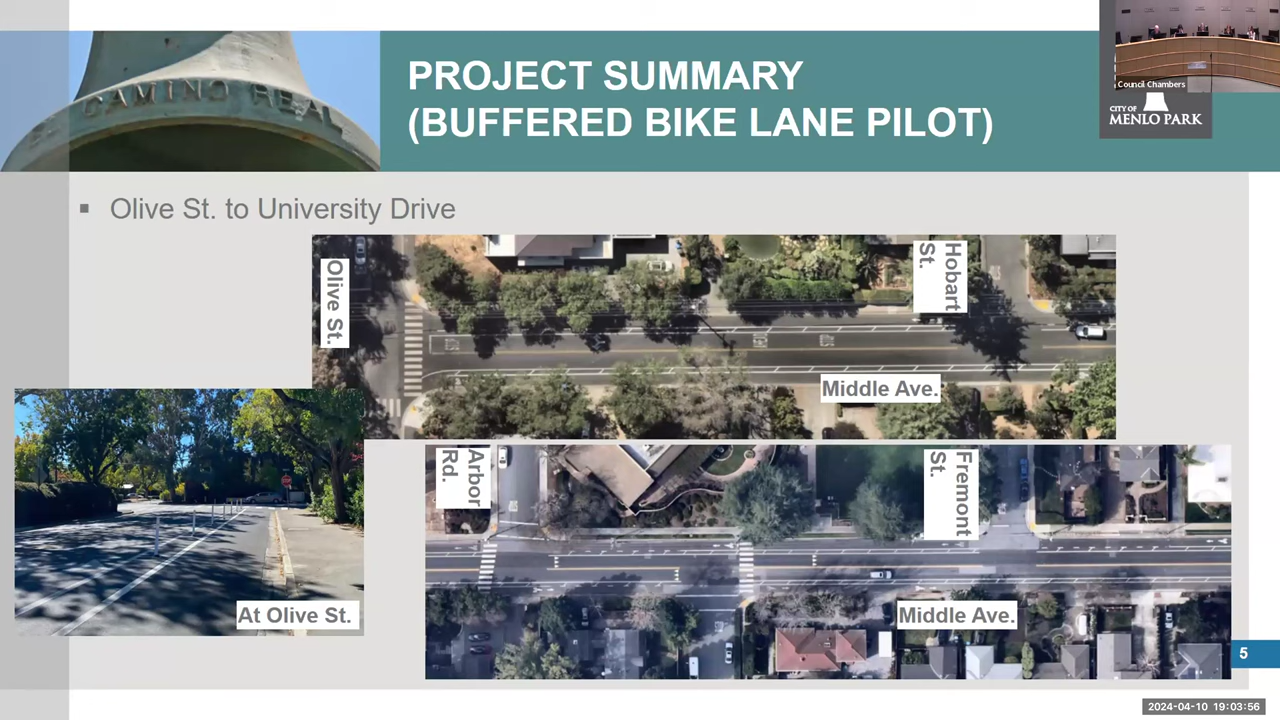 CAMINO REAL
PROJECT SUMMARY
(BUFFERED BIKE LANE PILOT)
Council Chambers
CITY OF
MENLO PARK
▪ Olive St. to University Drive
Olive St.
Hobart
St.
Middle Ave.
At Olive St.
Arbor
Rd.
Fremont
St.
Middle Ave.
5
2024-04-10 19:03:56